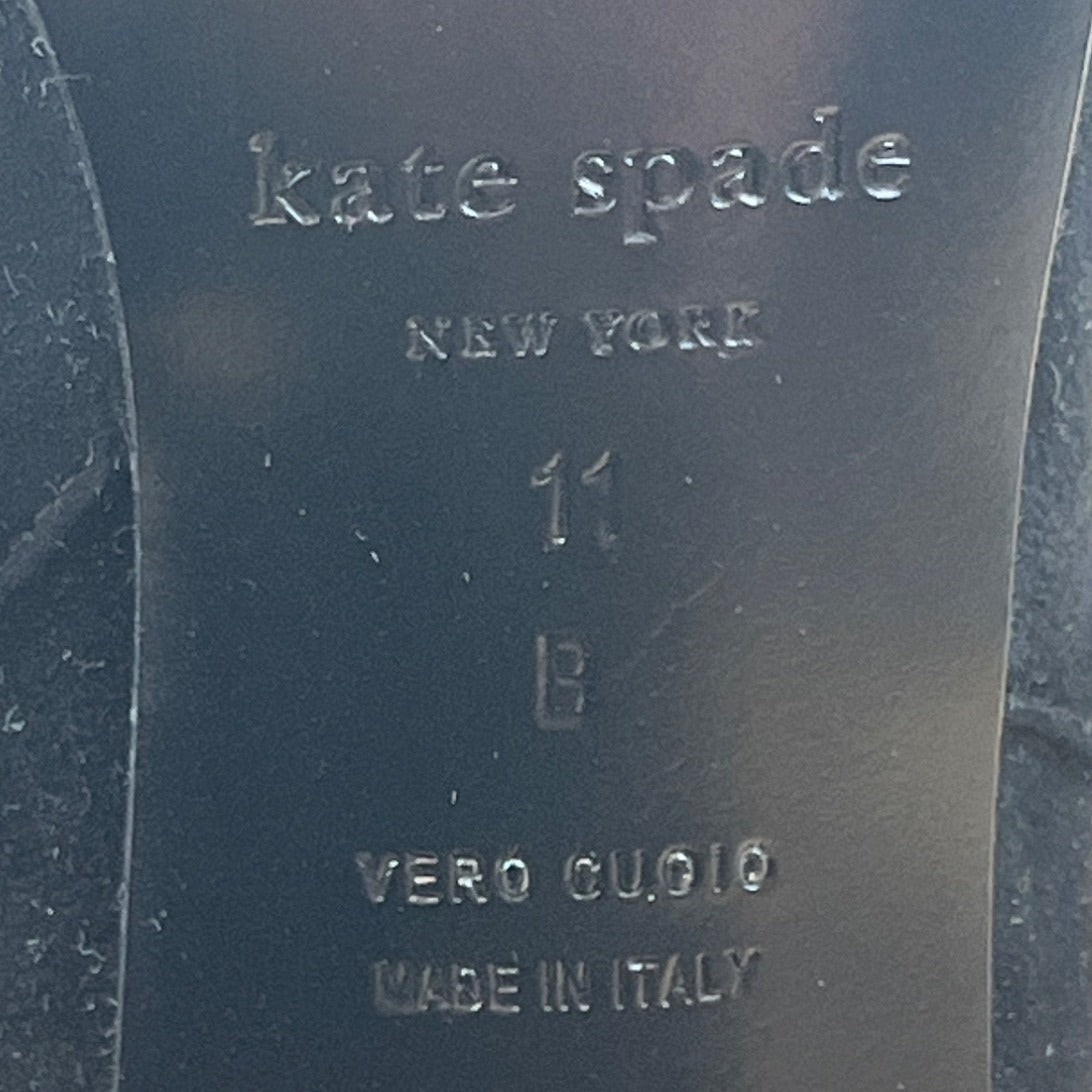 kate spade
NEW YORK
11
B
VERO CUOIO
MADE IN ITALY